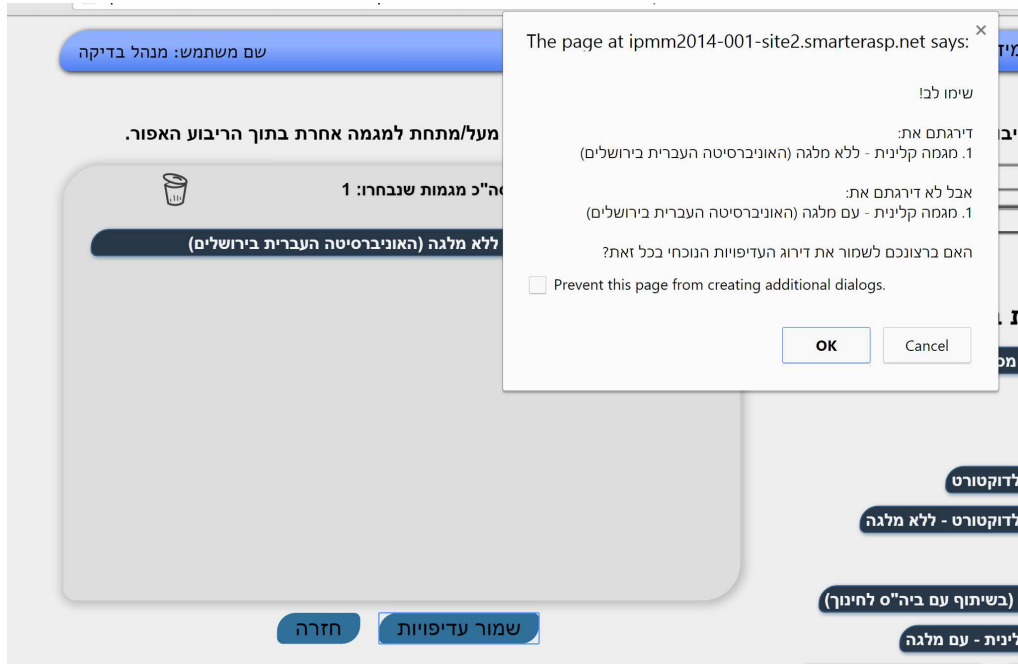 The page at ipmm2014-001-site2.smarterasp.net says:
×
שימו לב!
דירגתם את:
1. מגמה קלינית - ללא מלגה (האוניברסיטה העברית בירושלים)
אבל לא דירגתם את:
1. מגמה קלינית - עם מלגה (האוניברסיטה העברית בירושלים)
האם ברצונכם לשמור את דירוג העדיפויות הנוכחי בכל זאת?
Prevent this page from creating additional dialogs.
OK
Cancel
שם משתמש: מנהל בדיקה
מעל/מתחת למגמה אחרת בתוך הריבוע האפור.
סה"כ מגמות שנבחרו: 1
ללא מלגה (האוניברסיטה העברית בירושלים)
לדוקטורט
לדוקטורט - ללא מלגה
(בשיתוף עם ביה"ס לחינוך)
לינית - עם מלגה
שמור עדיפויות
חזרה